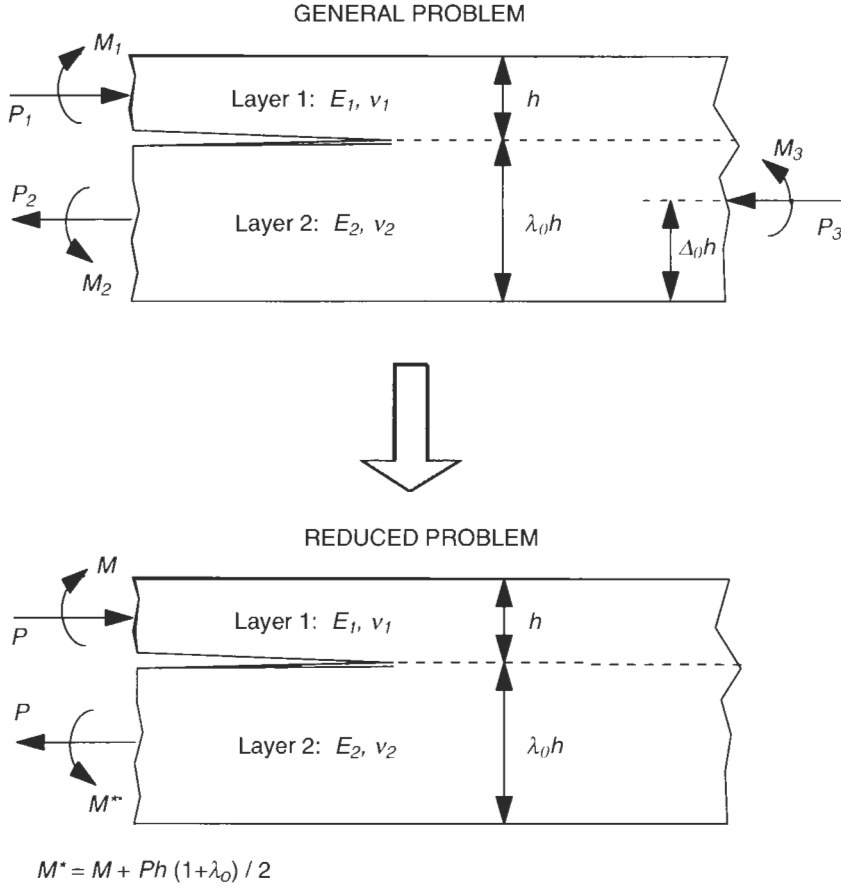 GENERAL PROBLEM
M₁
P₁
Layer 1: E₁, ν₁
h
P₂
M₂
Layer 2: E₂, ν₂
λ₀h
Δ₀h
M₃
P₃
REDUCED PROBLEM
M
P
Layer 1: E₁, ν₁
h
P
M*
Layer 2: E₂, ν₂
λ₀h
M* = M + Ph (1+λ₀) / 2